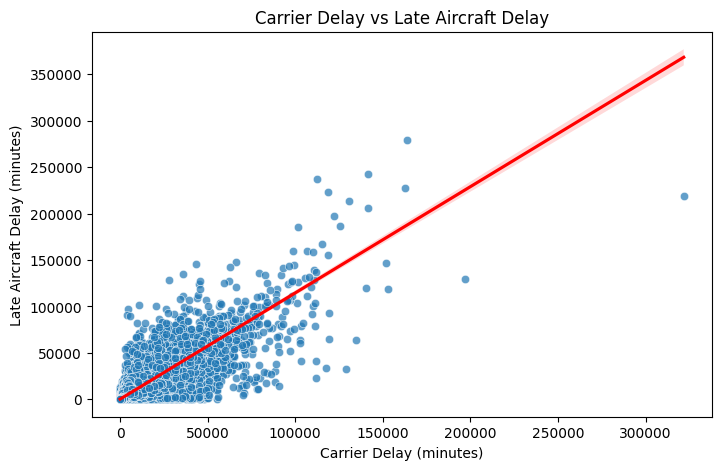 Carrier Delay vs Late Aircraft Delay
Late Aircraft Delay (minutes)
350000
300000
250000
200000
150000
100000
50000
0
0 50000 100000 150000 200000 250000 300000
Carrier Delay (minutes)